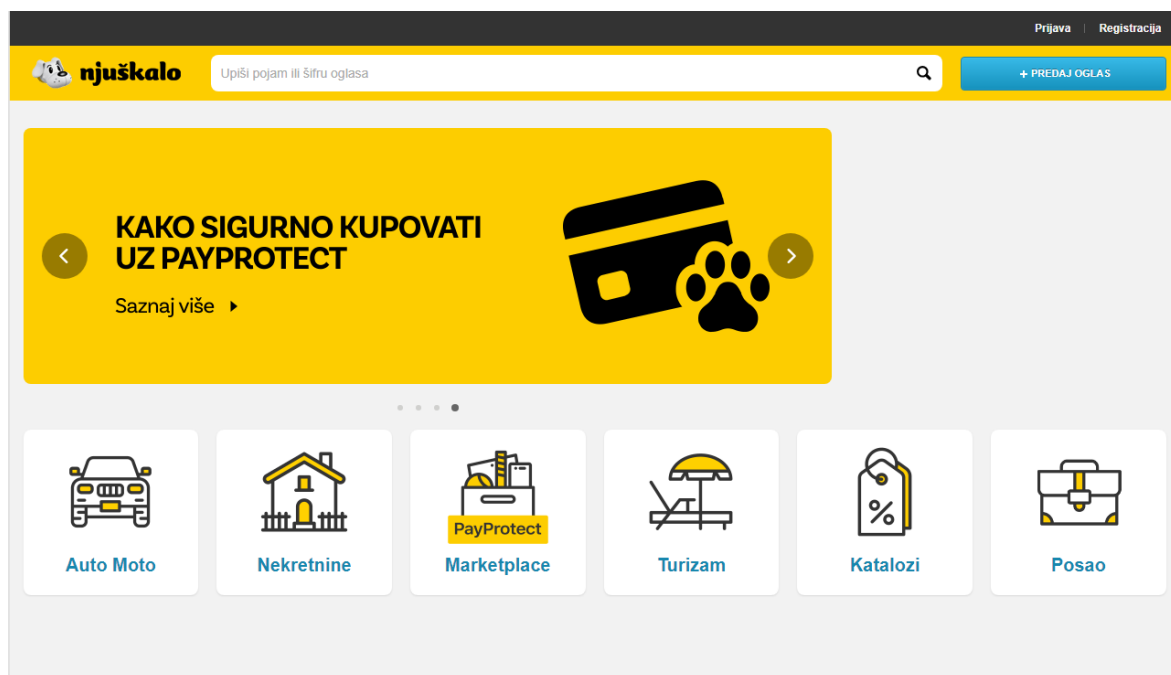 Prijava
Registracija
njuškalo
Upiši pojam ili šifru oglasa
+ PREDAJ OGLAS
KAKO SIGURNO KUPOVATI
UZ PAYPROTECT
Saznaj više
%
PayProtect
Auto Moto
Nekretnine
Marketplace
Turizam
Katalozi
Posao